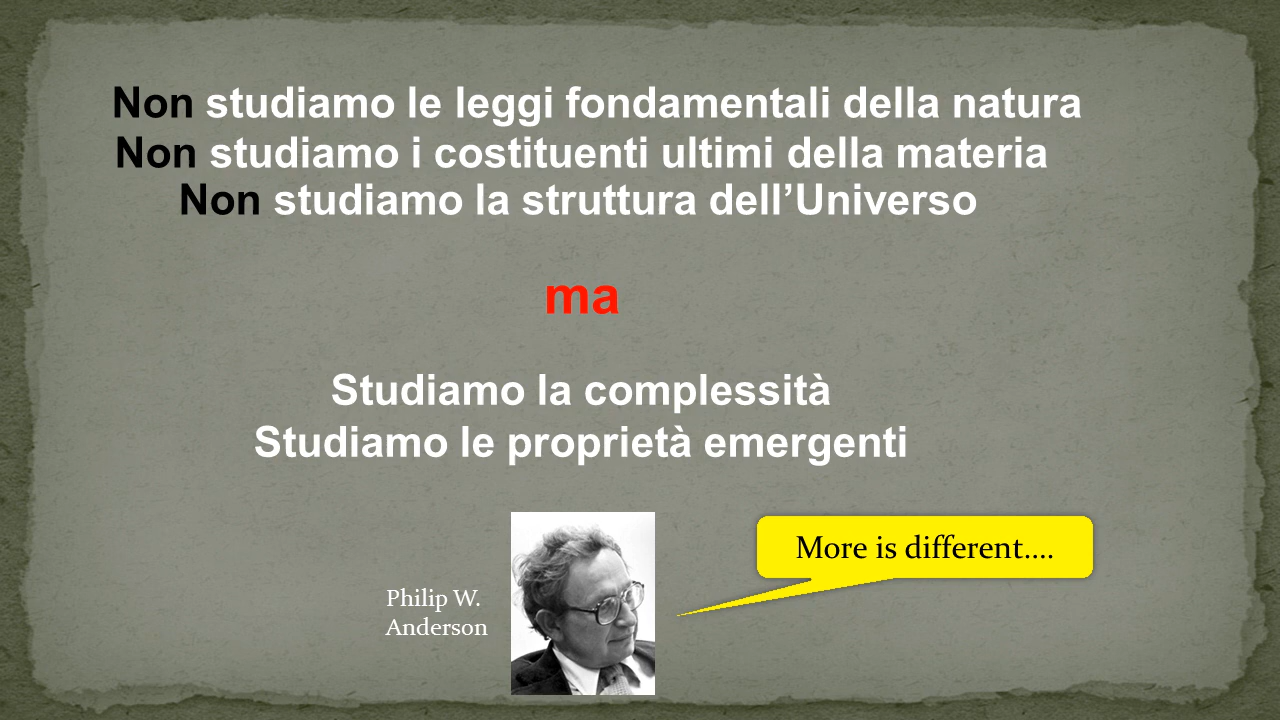 Non studiamo le leggi fondamentali della natura
Non studiamo i costituenti ultimi della materia
Non studiamo la struttura dell’Universo
ma
Studiamo la complessità
Studiamo le proprietà emergenti
More is different....
Philip W.
Anderson